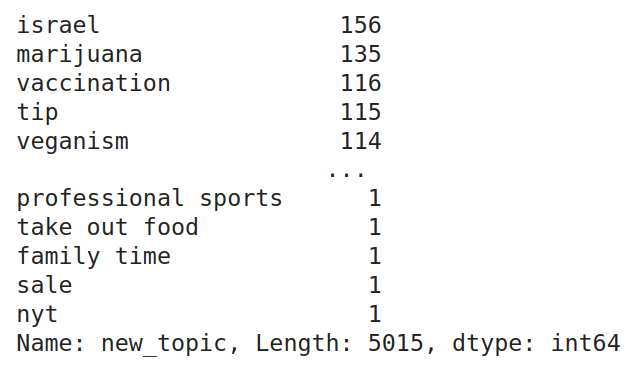 israel 156
marijuana 135
vaccination 116
tip 115
veganism 114
...
professional sports 1
take out food 1
family time 1
sale 1
nyt 1
Name: new_topic, Length: 5015, dtype: int64